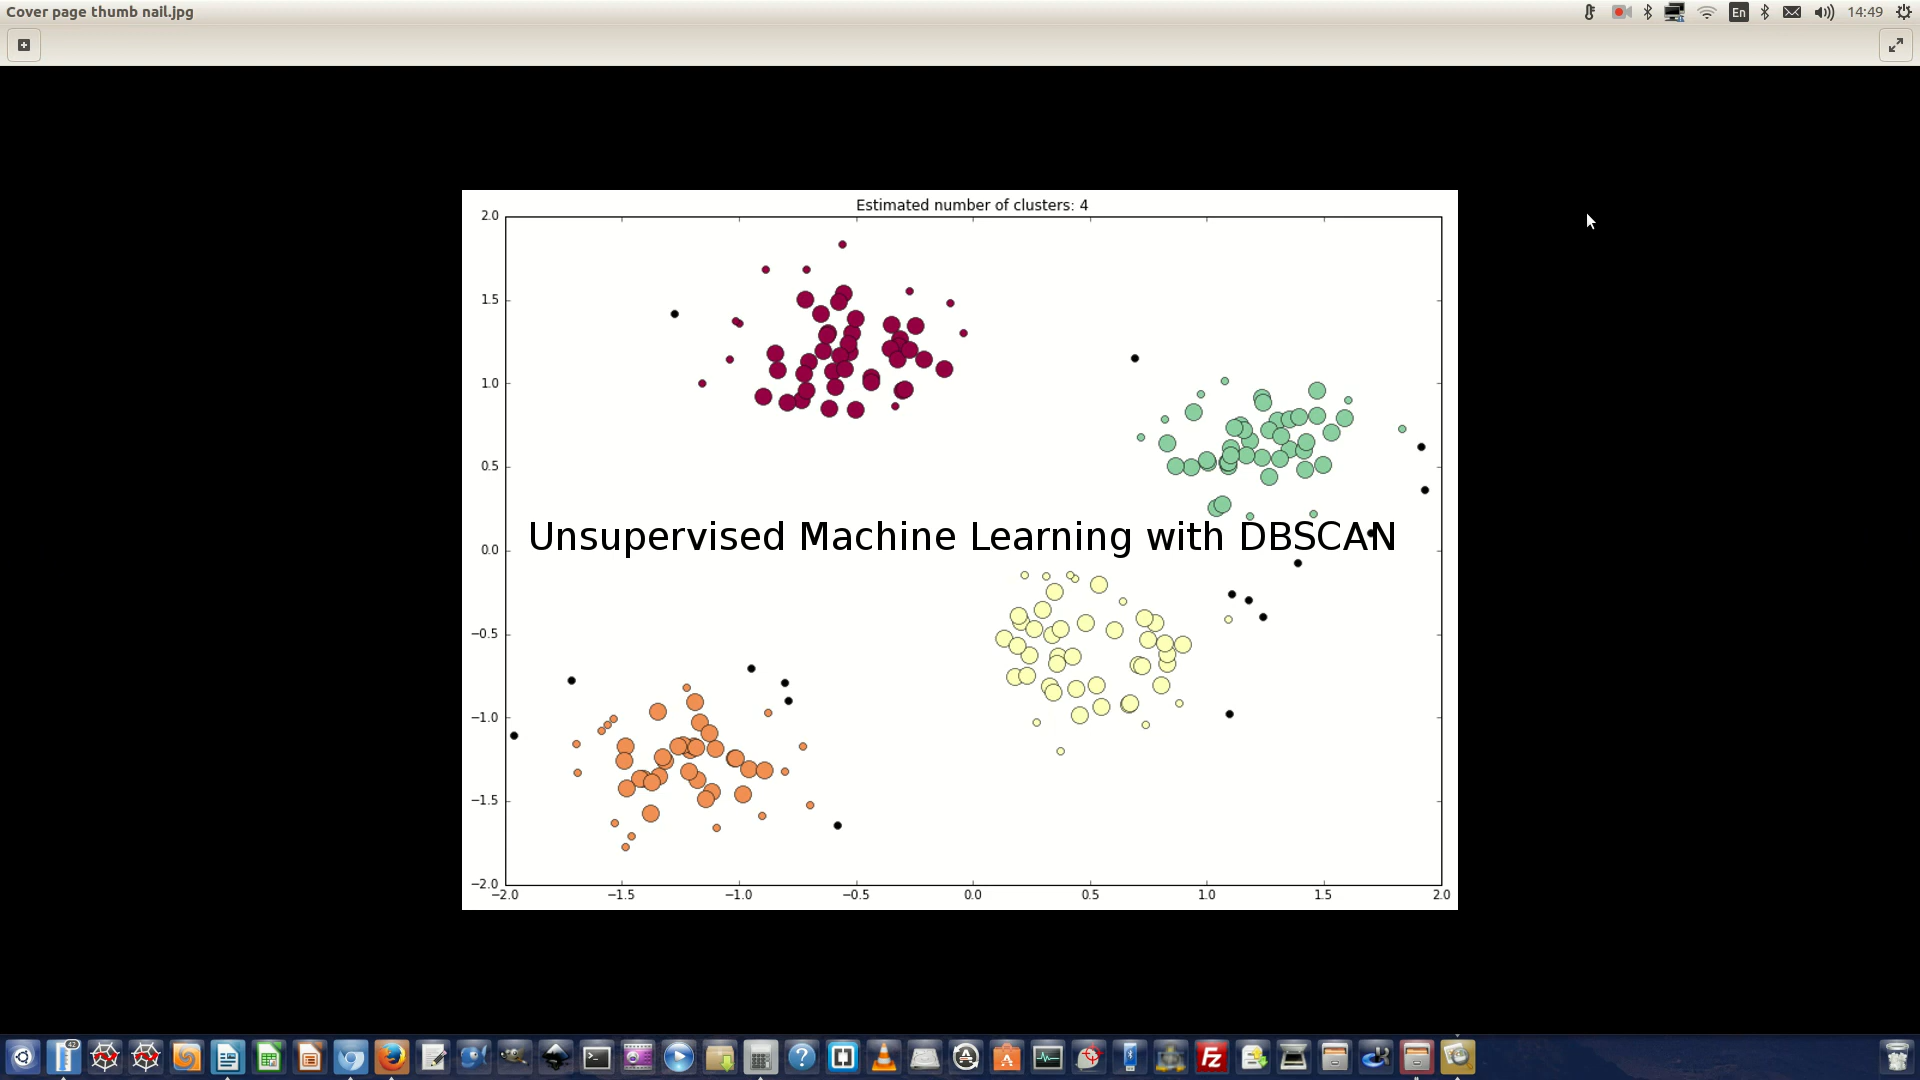 Cover page thumb nail.jpg
En
14:49
Estimated number of clusters: 4
2.0
1.5
1.0
0.5
Unsupervised Machine Learning with DBSCAN
0.0
−0.5
−1.0
−1.5
−2.0
−2.0 −1.5 −1.0 −0.5 0.0 0.5 1.0 1.5 2.0